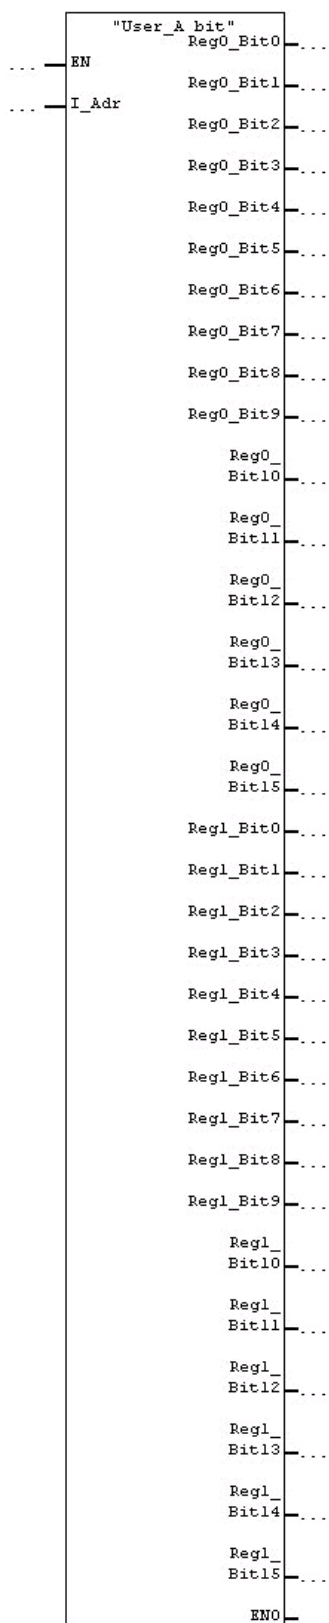 "User_A bit"
Reg0_Bit0 ...
... EN
Reg0_Bit1 ...
... I_Adr
Reg0_Bit2 ...
Reg0_Bit3 ...
Reg0_Bit4 ...
Reg0_Bit5 ...
Reg0_Bit6 ...
Reg0_Bit7 ...
Reg0_Bit8 ...
Reg0_Bit9 ...
Reg0_
Bit10 ...
Reg0_
Bit11 ...
Reg0_
Bit12 ...
Reg0_
Bit13 ...
Reg0_
Bit14 ...
Reg0_
Bit15 ...
Reg1_Bit0 ...
Reg1_Bit1 ...
Reg1_Bit2 ...
Reg1_Bit3 ...
Reg1_Bit4 ...
Reg1_Bit5 ...
Reg1_Bit6 ...
Reg1_Bit7 ...
Reg1_Bit8 ...
Reg1_Bit9 ...
Reg1_
Bit10 ...
Reg1_
Bit11 ...
Reg1_
Bit12 ...
Reg1_
Bit13 ...
Reg1_
Bit14 ...
Reg1_
Bit15 ...
ENO